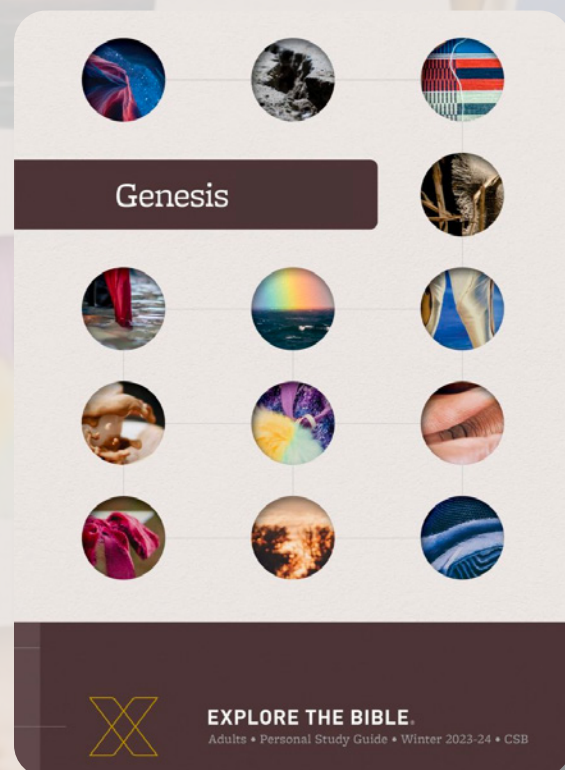 Genesis
EXPLORE THE BIBLE®
Adults • Personal Study Guide • Winter 2023-24 • CSB